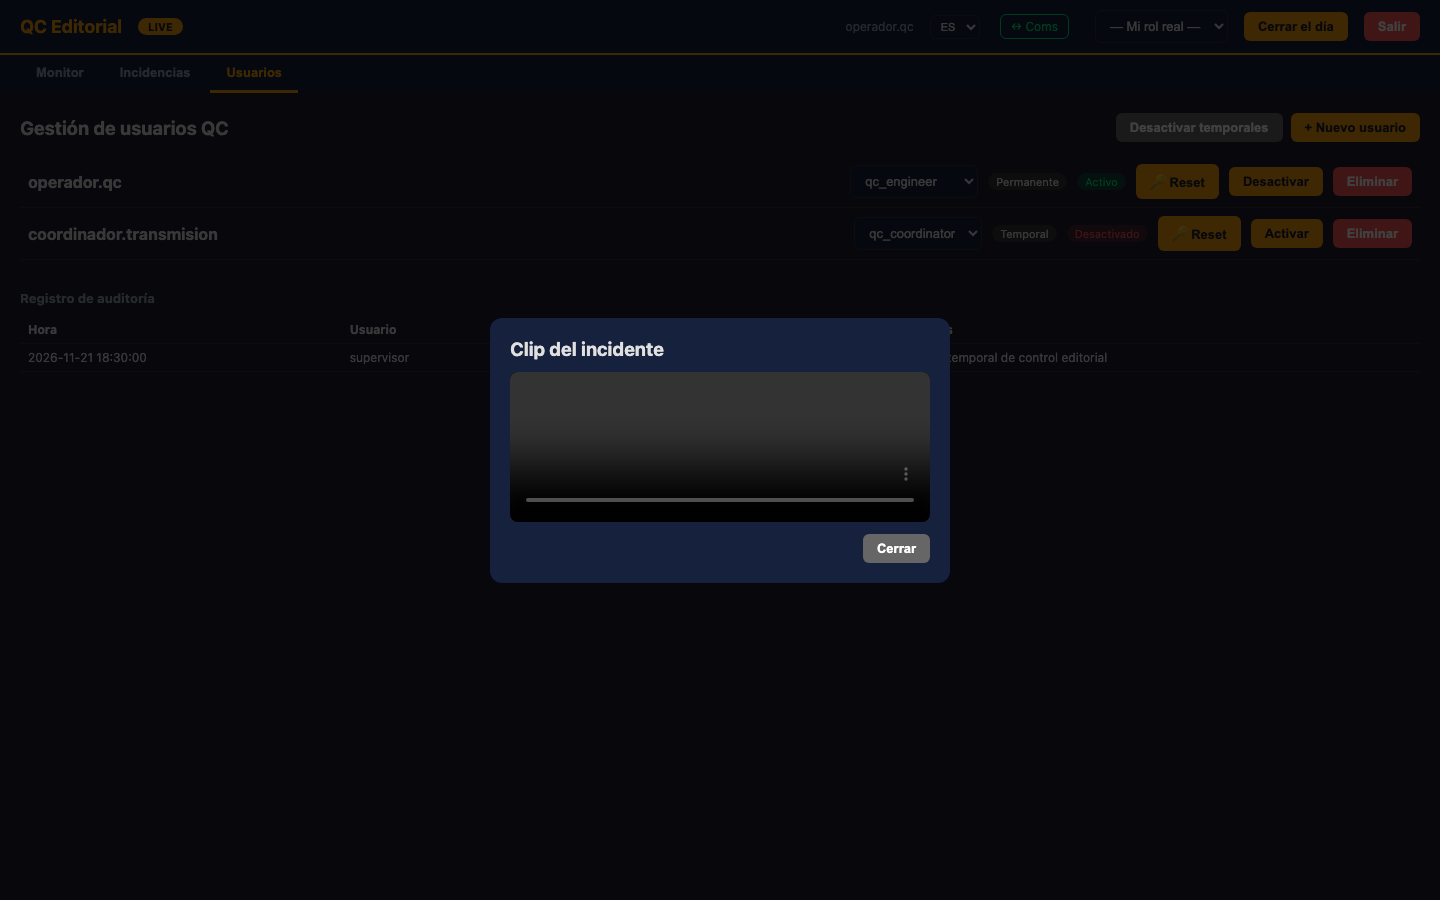 QC Editorial LIVE operador.qc ES ↔ Coms — Mi rol real — Cerrar el día Salir
Monitor Incidencias Usuarios
Gestión de usuarios QC Desactivar temporales + Nuevo usuario
operador.qc qc_engineer Permanente Activo Reset Desactivar Eliminar
coordinador.transmision qc_coordinator Temporal Desactivado Reset Activar Eliminar
Registro de auditoría
Hora Usuario
2026-11-21 18:30:00 supervisor temporal de control editorial
Clip del incidente
Cerrar